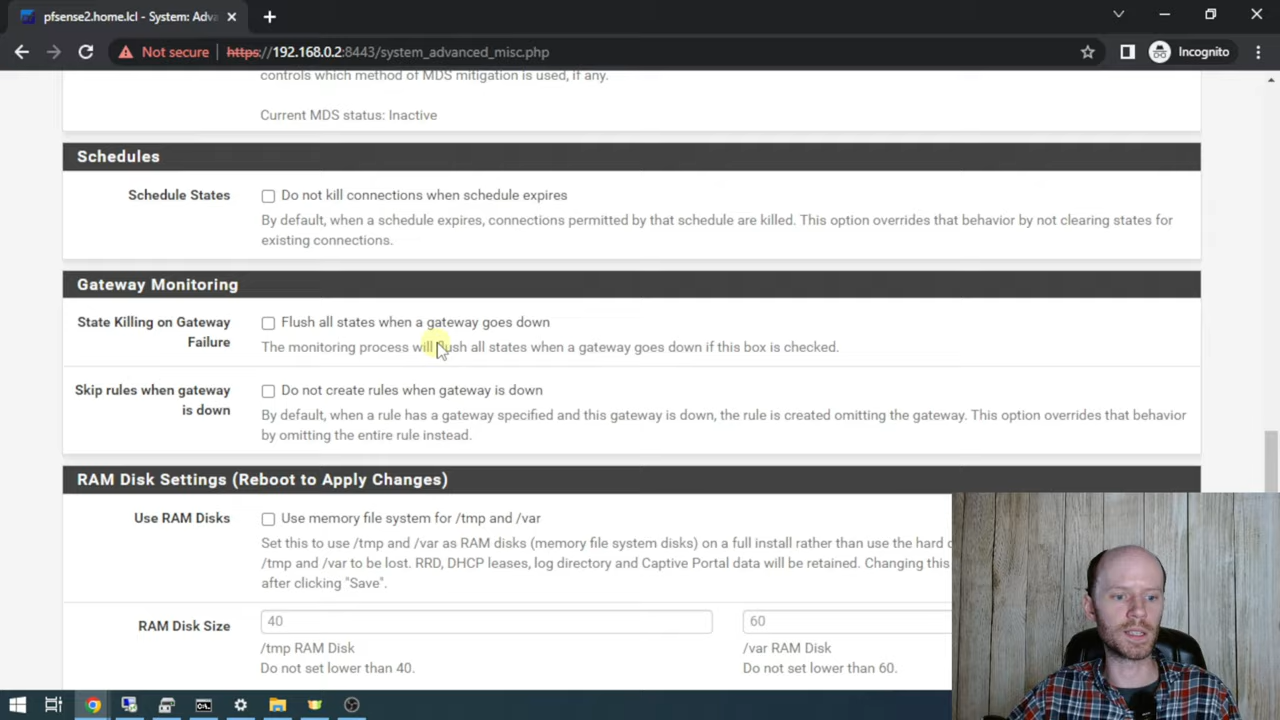 pfsense2.home.lcl - System: Adva
Not secure
https://192.168.0.2:8443/system_advanced_misc.php
Incognito
controls which method of MDS mitigation is used, if any.
Current MDS status: Inactive
Schedules
Schedule States
Do not kill connections when schedule expires
By default, when a schedule expires, connections permitted by that schedule are killed. This option overrides that behavior by not clearing states for
existing connections.
Gateway Monitoring
State Killing on Gateway
Failure
Flush all states when a gateway goes down
The monitoring process will flush all states when a gateway goes down if this box is checked.
Skip rules when gateway
is down
Do not create rules when gateway is down
By default, when a rule has a gateway specified and this gateway is down, the rule is created omitting the gateway. This option overrides that behavior
by omitting the entire rule instead.
RAM Disk Settings (Reboot to Apply Changes)
Use RAM Disks
Use memory file system for /tmp and /var
Set this to use /tmp and /var as RAM disks (memory file system disks) on a full install rather than use the hard
/tmp and /var to be lost. RRD, DHCP leases, log directory and Captive Portal data will be retained. Changing this
after clicking "Save".
RAM Disk Size
40
60
/tmp RAM Disk
/var RAM Disk
Do not set lower than 40.
Do not set lower than 60.